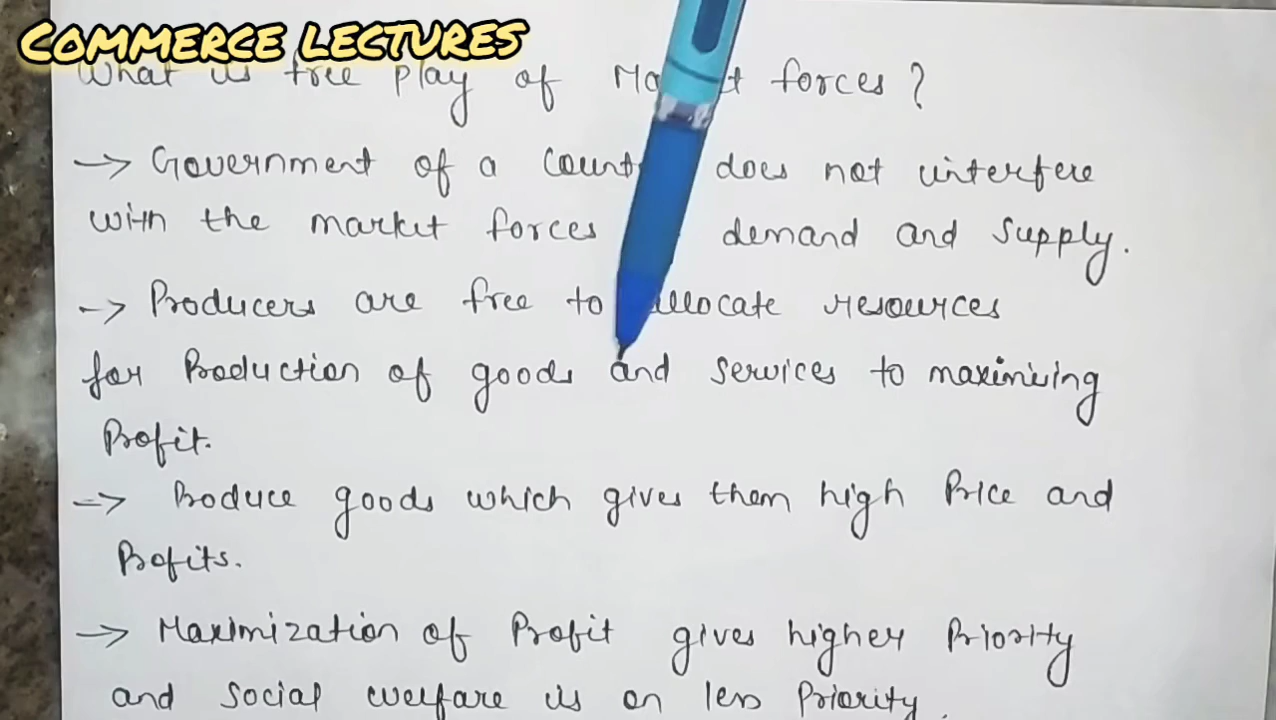 COMMERCE LECTURES
What is free play of Ma t forces ?
→ Government of a Count does not interfere
with the market forces demand and supply.
→ Producers are free to allocate resources
for Production of goods and services to maximizing
Profit.
→ Produce goods which gives them high Price and
Profits.
→ Maximization of Profit gives higher Priority
and social welfare is on less Priority.